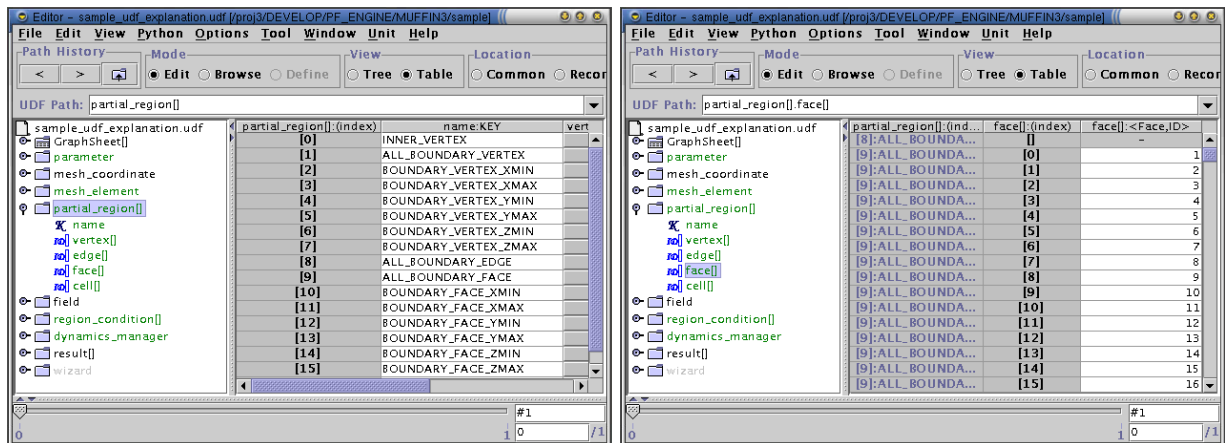 Editor – sample_udf_explanation.udf [/proj3/DEVELOP/PF_ENGINE/MUFFIN3/sample]
File Edit View Python Options Tool Window Unit Help
Path History Mode View Location
< > Edit Browse Define Tree Table Common Recor
UDF Path: partial_region[]
sample_udf_explanation.udf
GraphSheet[]
parameter
mesh_coordinate
mesh_element
partial_region[]
name
vertex[]
edge[]
face[]
cell[]
field
region_condition[]
dynamics_manager
result[]
wizard
partial_region[]:(index) name:KEY vert
[0] INNER_VERTEX
[1] ALL_BOUNDARY_VERTEX
[2] BOUNDARY_VERTEX_XMIN
[3] BOUNDARY_VERTEX_XMAX
[4] BOUNDARY_VERTEX_YMIN
[5] BOUNDARY_VERTEX_YMAX
[6] BOUNDARY_VERTEX_ZMIN
[7] BOUNDARY_VERTEX_ZMAX
[8] ALL_BOUNDARY_EDGE
[9] ALL_BOUNDARY_FACE
[10] BOUNDARY_FACE_XMIN
[11] BOUNDARY_FACE_XMAX
[12] BOUNDARY_FACE_YMIN
[13] BOUNDARY_FACE_YMAX
[14] BOUNDARY_FACE_ZMIN
[15] BOUNDARY_FACE_ZMAX
#1
0 1 0 /1
Editor – sample_udf_explanation.udf [/proj3/DEVELOP/PF_ENGINE/MUFFIN3/sample]
File Edit View Python Options Tool Window Unit Help
Path History Mode View Location
< > Edit Browse Define Tree Table Common Recor
UDF Path: partial_region[].face[]
sample_udf_explanation.udf
GraphSheet[]
parameter
mesh_coordinate
mesh_element
partial_region[]
name
vertex[]
edge[]
face[]
cell[]
field
region_condition[]
dynamics_manager
result[]
wizard
partial_region[]:(ind... face[]:(index) face[]:<Face,ID>
[8]:ALL_BOUNDA... [] –
[9]:ALL_BOUNDA... [0] 1
[9]:ALL_BOUNDA... [1] 2
[9]:ALL_BOUNDA... [2] 3
[9]:ALL_BOUNDA... [3] 4
[9]:ALL_BOUNDA... [4] 5
[9]:ALL_BOUNDA... [5] 6
[9]:ALL_BOUNDA... [6] 7
[9]:ALL_BOUNDA... [7] 8
[9]:ALL_BOUNDA... [8] 9
[9]:ALL_BOUNDA... [9] 10
[9]:ALL_BOUNDA... [10] 11
[9]:ALL_BOUNDA... [11] 12
[9]:ALL_BOUNDA... [12] 13
[9]:ALL_BOUNDA... [13] 14
[9]:ALL_BOUNDA... [14] 15
[9]:ALL_BOUNDA... [15] 16
#1
0 1 0 /1